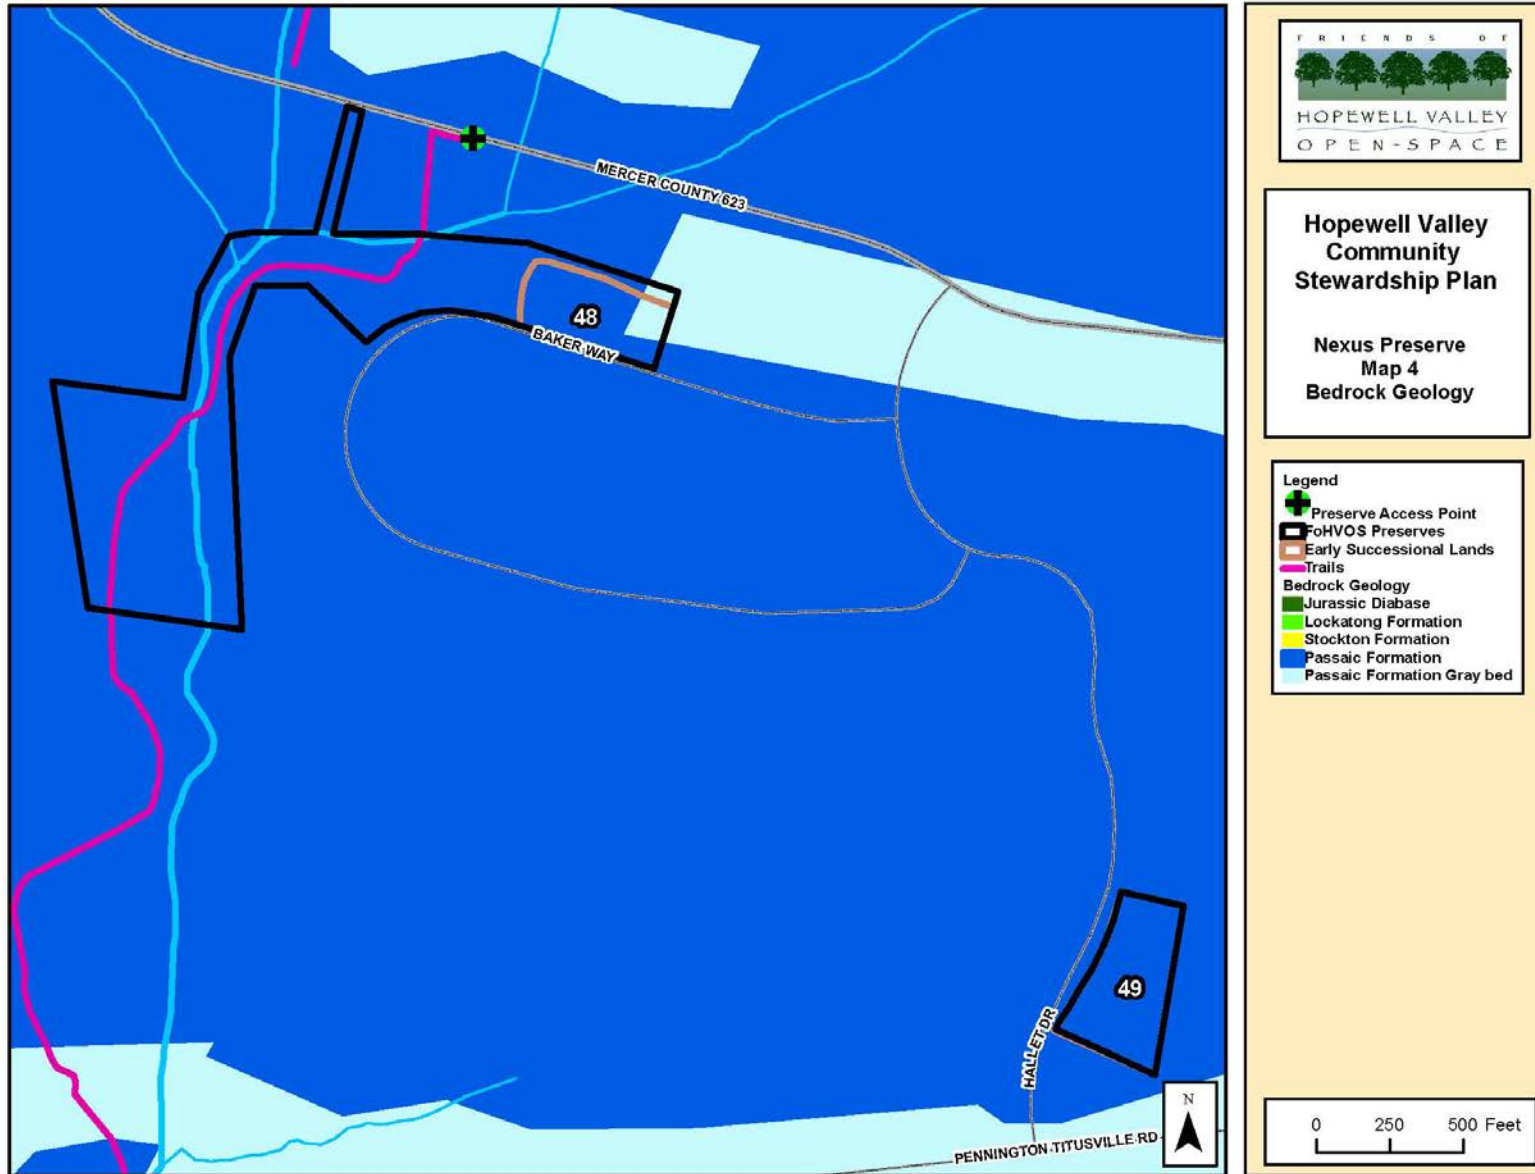 MERCER COUNTY 623
48
BAKER WAY
49
HALLET DR
PENNINGTON-TITUSVILLE RD
N
FRIENDS OF
HOPEWELL VALLEY
OPEN-SPACE
Hopewell Valley
Community
Stewardship Plan
Nexus Preserve
Map 4
Bedrock Geology
Legend
Preserve Access Point
FoHVOS Preserves
Early Successional Lands
Trails
Bedrock Geology
Jurassic Diabase
Lockatong Formation
Stockton Formation
Passaic Formation
Passaic Formation Gray bed
0 250 500 Feet